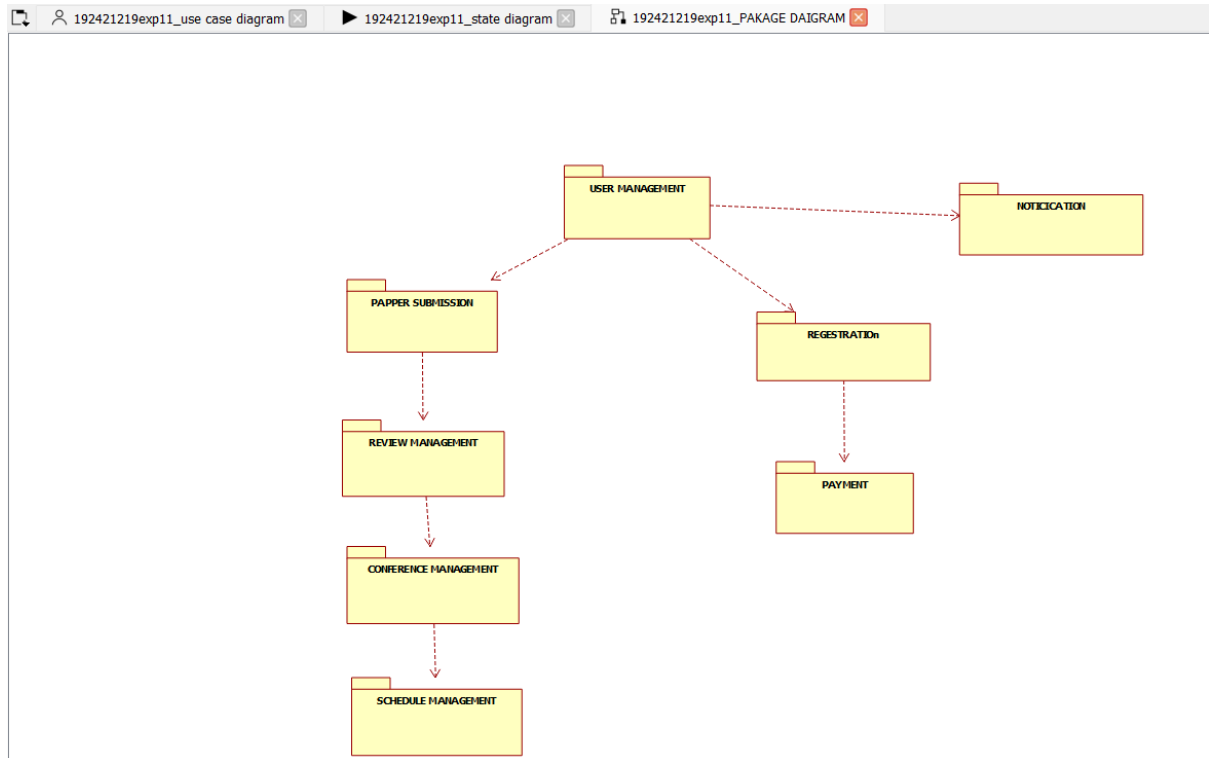 192421219exp11_use case diagram
192421219exp11_state diagram
192421219exp11_PAKAGE DAIGRAM
USER MANAGEMENT
NOTICICATION
PAPPER SUBMISSION
REGESTRATIOn
REVIEW MANAGEMENT
PAYMENT
CONFERENCE MANAGEMENT
SCHEDULE MANAGEMENT